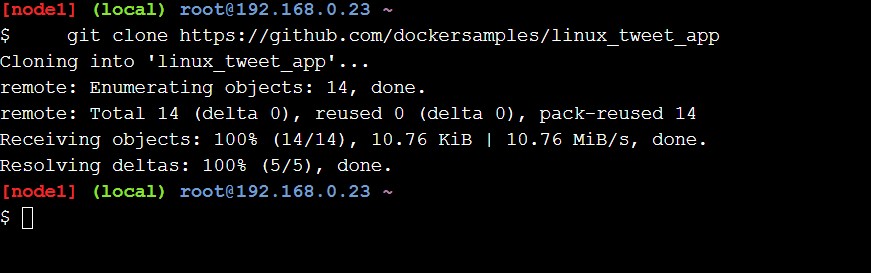 [node1] (local) root@192.168.0.23 ~
$     git clone https://github.com/dockersamples/linux_tweet_app
Cloning into 'linux_tweet_app'...
remote: Enumerating objects: 14, done.
remote: Total 14 (delta 0), reused 0 (delta 0), pack-reused 14
Receiving objects: 100% (14/14), 10.76 KiB | 10.76 MiB/s, done.
Resolving deltas: 100% (5/5), done.
[node1] (local) root@192.168.0.23 ~
$